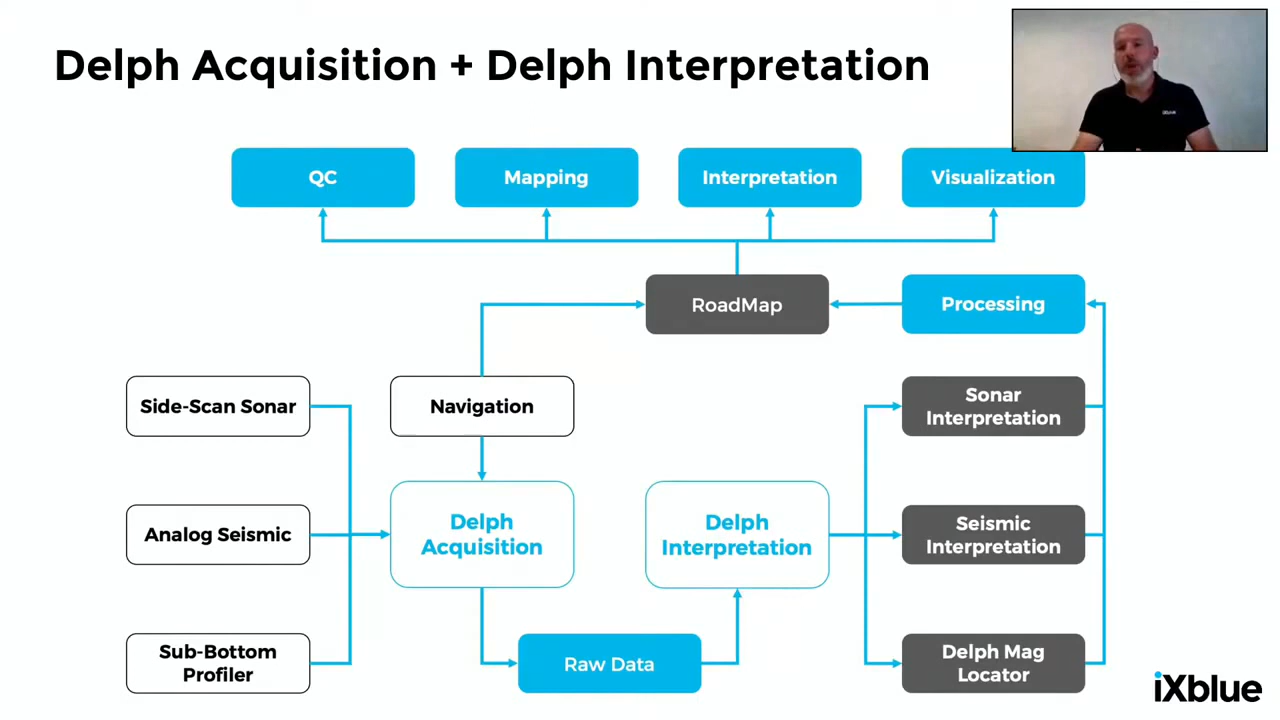 Delph Acquisition + Delph Interpretation
QC
Mapping
Interpretation
Visualization
RoadMap
Processing
Side-Scan Sonar
Navigation
Sonar
Interpretation
Analog Seismic
Delph
Acquisition
Delph
Interpretation
Seismic
Interpretation
Sub-Bottom
Profiler
Raw Data
Delph Mag
Locator
iXblue